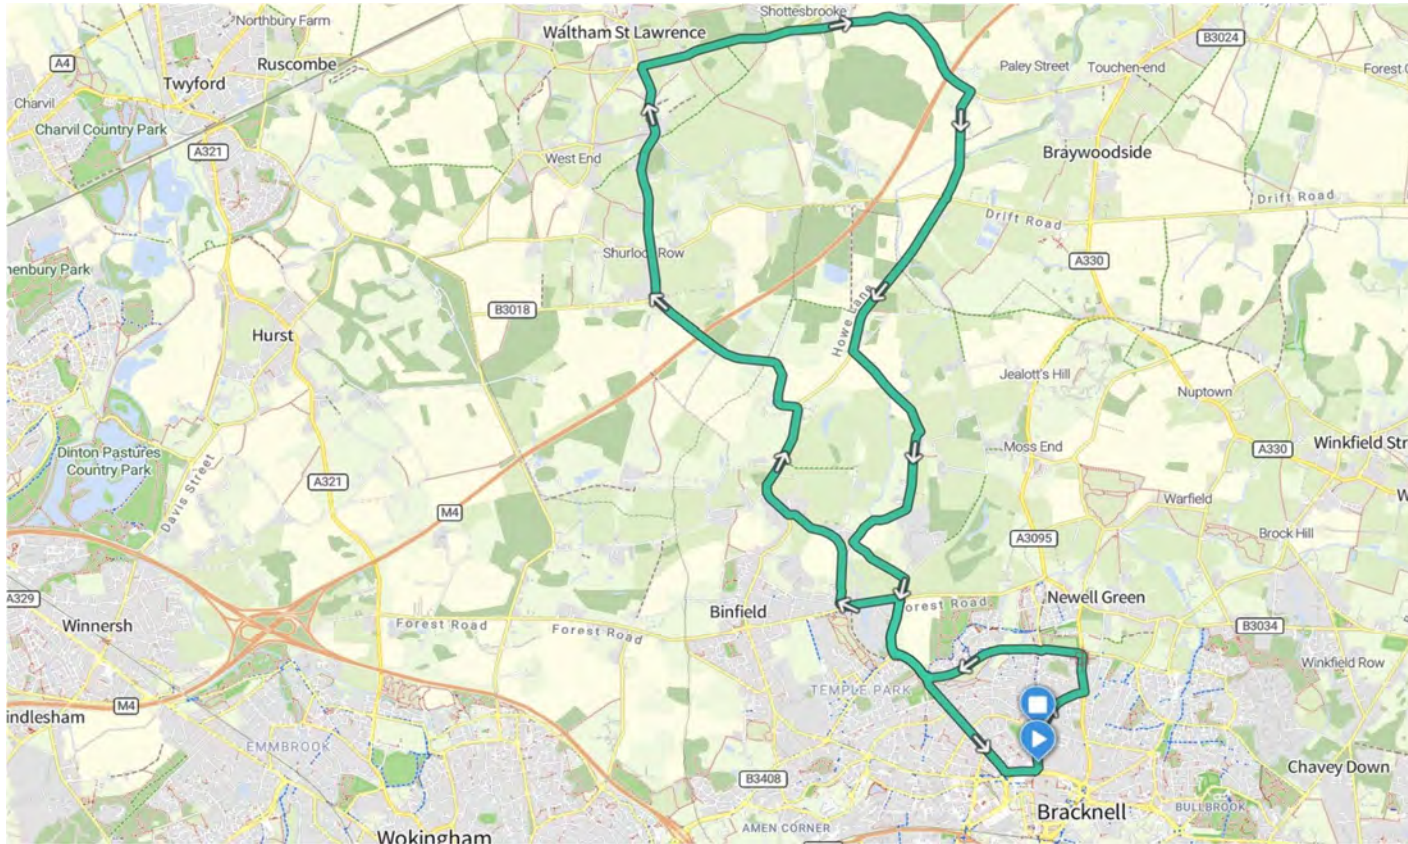 Shottesbrooke
Northbury Farm
Waltham St Lawrence
B3024
A4
Ruscombe
Paley Street
Touchen-end
Forest
Twyford
Charvil
Charvil Country Park
A321
West End
Braywoodside
Drift Road
Drift Road
Shurlock Row
A330
nenbury Park
B3018
Howe Lane
Hurst
Jealott's Hill
Nuptown
Dinton Pastures
Country Park
Moss End
A330
Winkfield Str
Davis Street
A321
Warfield
M4
Brock Hill
A3095
A329
Binfield
Newell Green
Winnersh
Forest Road
Forest Road
orest Road
B3034
Winkfield Row
TEMPLE PARK
M4
indlesham
EMMBROOK
B3408
Chavey Down
Bracknell
BULLBROOK
AMEN CORNER
Wokingham